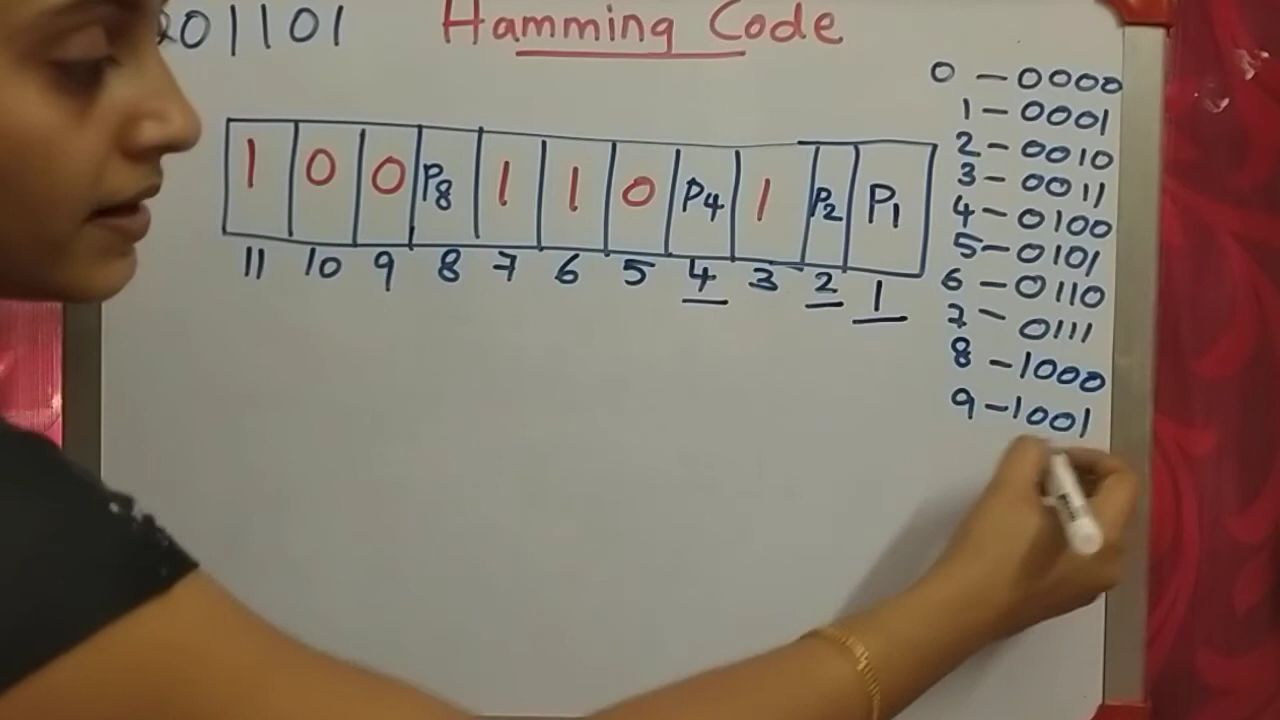 01101
Hamming Code
1 0 0 P8 1 1 0 P4 1 P2 P1
11 10 9 8 7 6 5 4 3 2 1
0 - 0000
1 - 0001
2 - 0010
3 - 0011
4 - 0100
5 - 0101
6 - 0110
7 - 0111
8 - 1000
9 - 1001